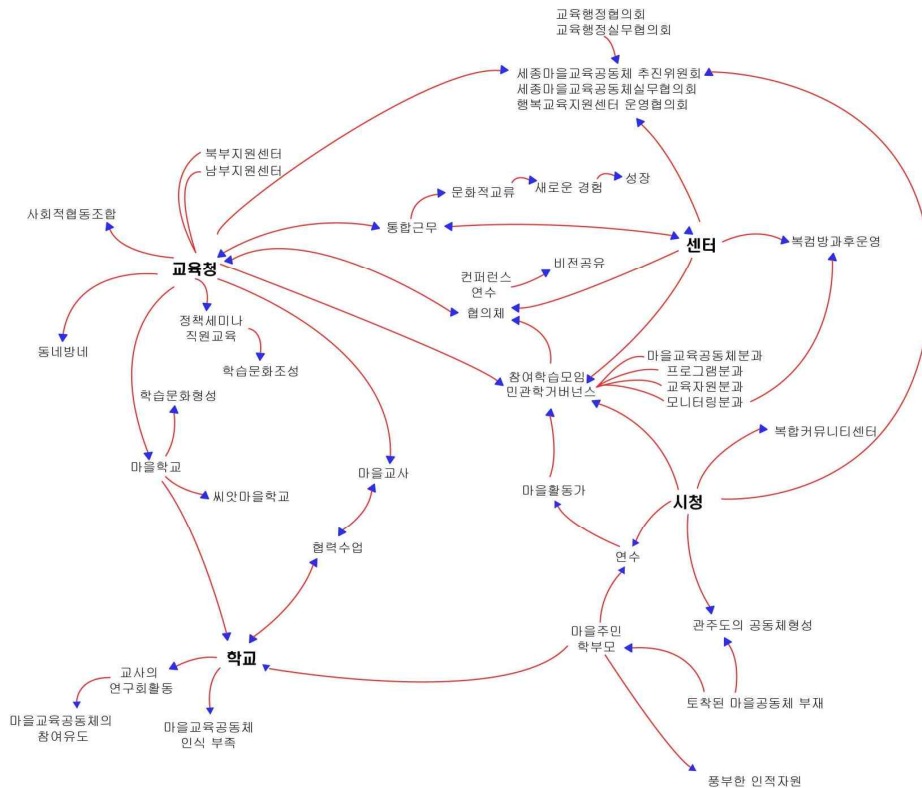 교육행정협의회
교육행정실무협의회
세종마을교육공동체 추진위원회
세종마을교육공동체실무협의회
행복교육지원센터 운영협의회
북부지원센터
남부지원센터
문화적교류
새로운 경험
성장
사회적협동조합
통합근무
센터
복컴방과후운영
교육청
컨퍼런스
연수
비전공유
협의체
정책세미나
직원교육
동네방네
학습문화조성
참여학습모임
민관학거버넌스
마을교육공동체분과
프로그램분과
교육자원분과
모니터링분과
학습문화형성
복합커뮤니티센터
마을학교
마을교사
마을활동가
씨앗마을학교
시청
협력수업
연수
마을주민
학부모
관주도의 공동체형성
학교
교사의
연구회활동
토착된 마을공동체 부재
마을교육공동체의
참여유도
마을교육공동체
인식 부족
풍부한 인적자원